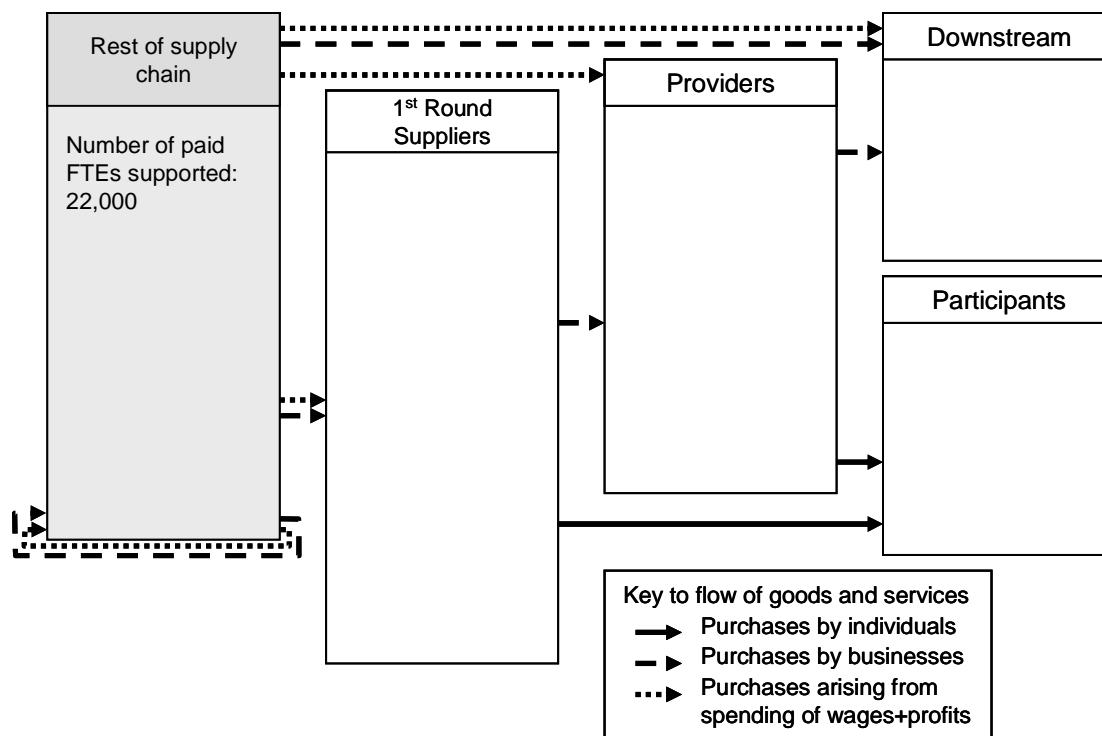 Rest of supply
chain
Number of paid
FTEs supported:
22,000
1st Round
Suppliers
Providers
Downstream
Participants
Key to flow of goods and services
Purchases by individuals
Purchases by businesses
Purchases arising from
spending of wages+profits